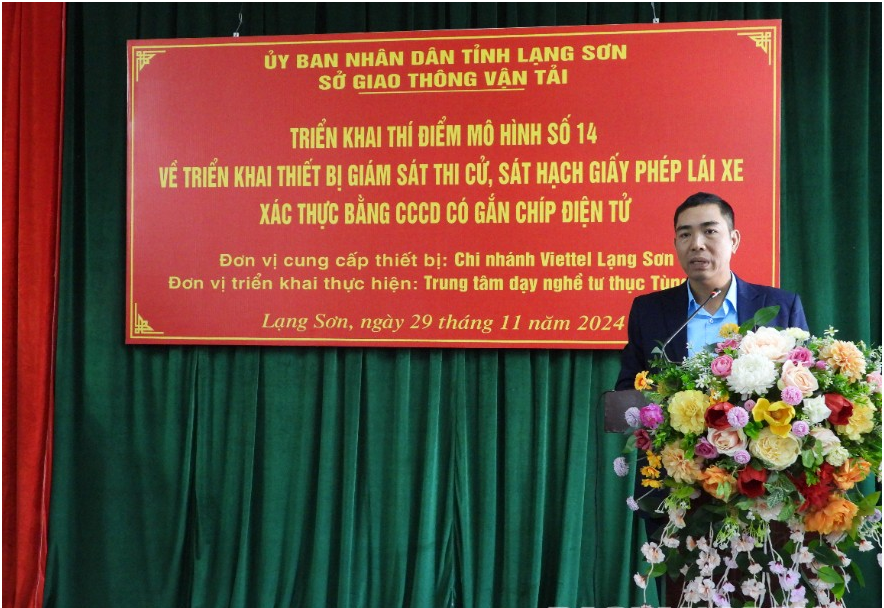 ỦY BAN NHÂN DÂN TỈNH LẠNG SƠN
SỞ GIAO THÔNG VẬN TẢI
TRIỂN KHAI THÍ ĐIỂM MÔ HÌNH SỐ 14
VỀ TRIỂN KHAI THIẾT BỊ GIÁM SÁT THI CỬ, SÁT HẠCH GIẤY PHÉP LÁI XE
XÁC THỰC BẰNG CCCD CÓ GẮN CHÍP ĐIỆN TỬ
Đơn vị cung cấp thiết bị: Chi nhánh Viettel Lạng Sơn
Đơn vị triển khai thực hiện: Trung tâm dạy nghề tư thục
Lạng Sơn, ngày 29 tháng 11 năm 2024